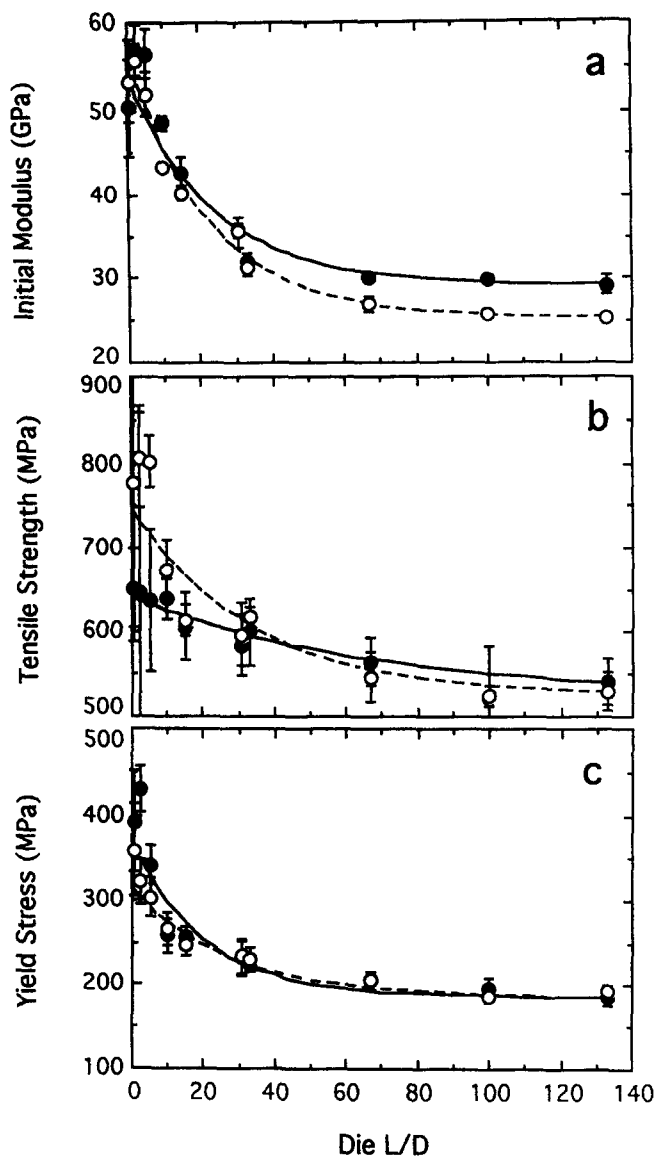 60
50
40
30
20
Initial Modulus (GPa)
a
900
800
700
600
500
Tensile Strength (MPa)
b
500
400
300
200
100
Yield Stress (MPa)
c
0 20 40 60 80 100 120 140
Die L/D